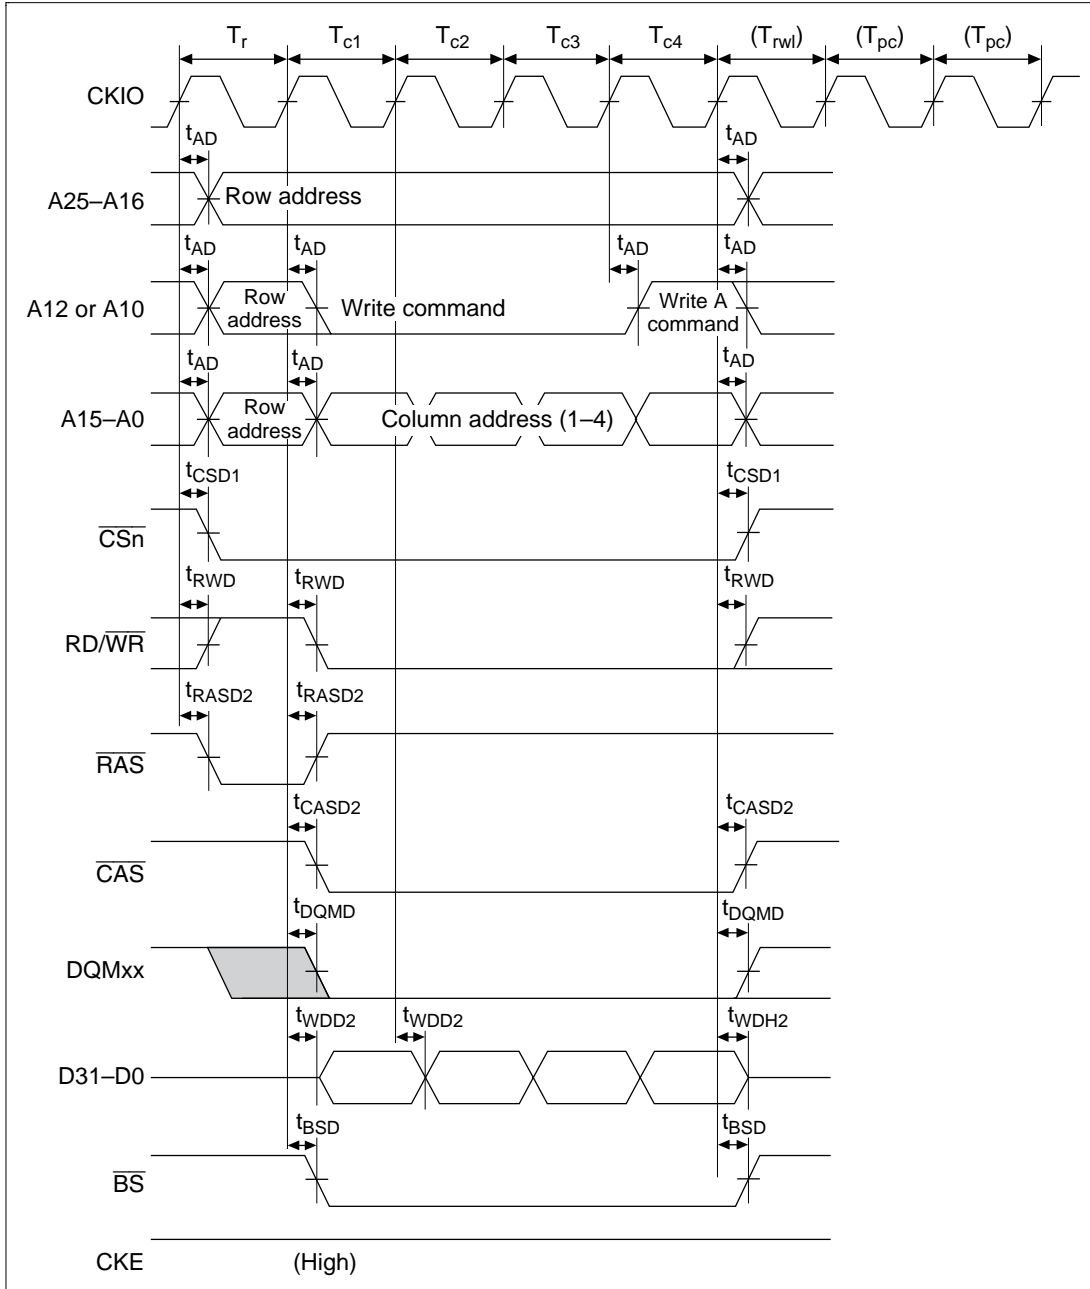 Tr Tc1 Tc2 Tc3 Tc4 (Trwl) (Tpc) (Tpc)
CKIO
tAD tAD
A25–A16 Row address
tAD tAD tAD tAD
A12 or A10 Row address Write command Write A command
tAD tAD tAD
A15–A0 Row address Column address (1–4)
tCSD1 tCSD1
CSn
tRWD tRWD tRWD
RD/WR
tRASD2 tRASD2
RAS
tCASD2 tCASD2
CAS
tDQMD tDQMD
DQMxx
tWDD2 tWDD2 tWDH2
D31–D0
tBSD tBSD
BS
CKE (High)